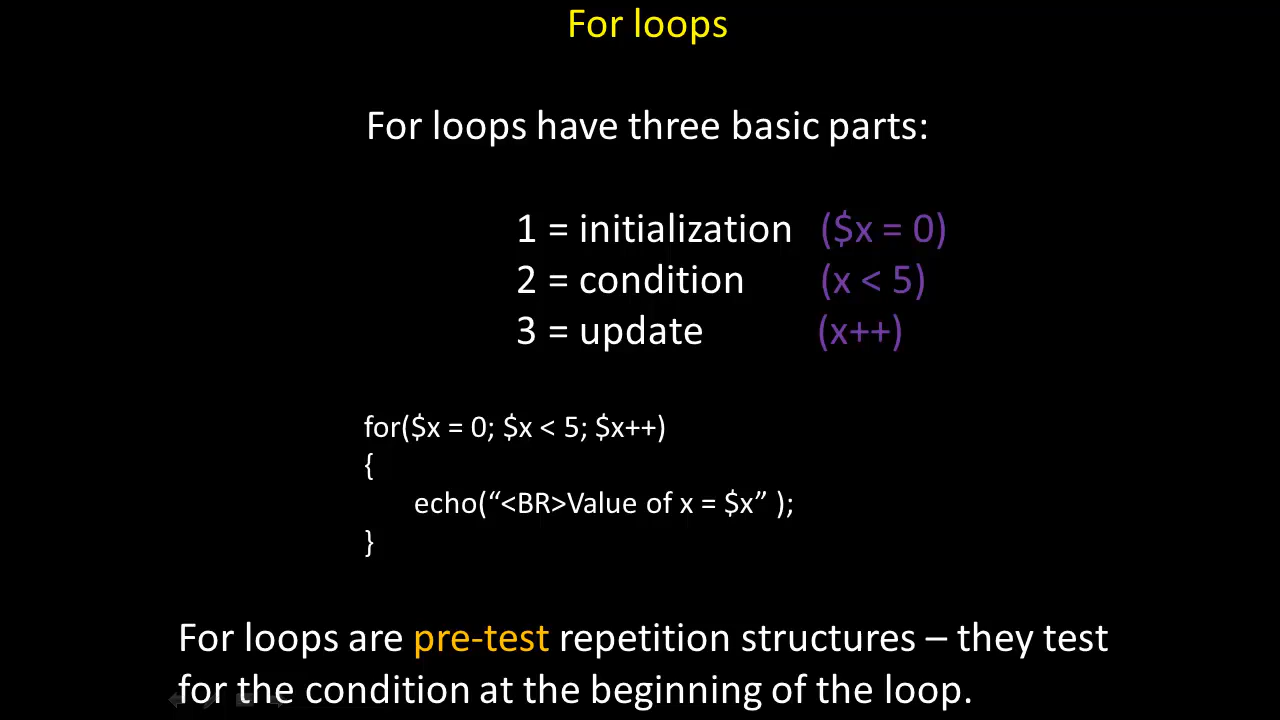 For loops
For loops have three basic parts:
1 = initialization ($x = 0)
2 = condition (x < 5)
3 = update (x++)
for($x = 0; $x < 5; $x++)
{
echo(“<BR>Value of x = $x” );
}
For loops are pre-test repetition structures – they test
for the condition at the beginning of the loop.